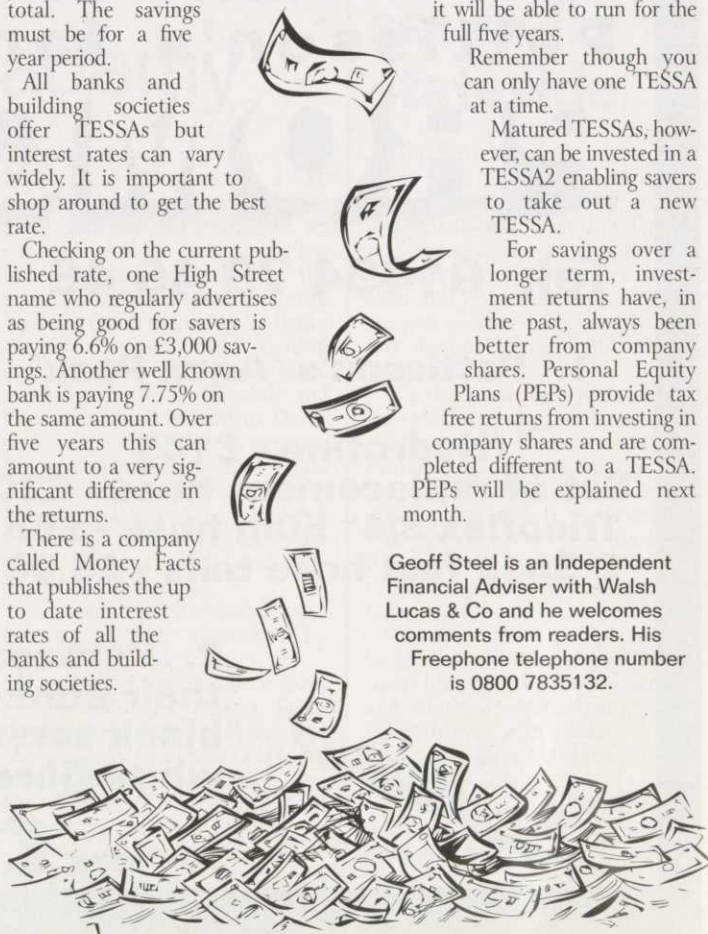 total. The savings
must be for a five
year period.
All banks and
building societies
offer TESSAs but
interest rates can vary
widely. It is important to
shop around to get the best
rate.
Checking on the current pub-
lished rate, one High Street
name who regularly advertises
as being good for savers is
paying 6.6% on £3,000 sav-
ings. Another well known
bank is paying 7.75% on
the same amount. Over
five years this can
amount to a very sig-
nificant difference in
the returns.
There is a company
called Money Facts
that publishes the up
to date interest
rates of all the
banks and build-
ing societies.
it will be able to run for the
full five years.
Remember though you
can only have one TESSA
at a time.
Matured TESSAs, how-
ever, can be invested in a
TESSA2 enabling savers
to take out a new
TESSA.
For savings over a
longer term, invest-
ment returns have, in
the past, always been
better from company
shares. Personal Equity
Plans (PEPs) provide tax
free returns from investing in
company shares and are com-
pleted different to a TESSA.
PEPs will be explained next
month.
Geoff Steel is an Independent
Financial Adviser with Walsh
Lucas & Co and he welcomes
comments from readers. His
Freephone telephone number
is 0800 7835132.